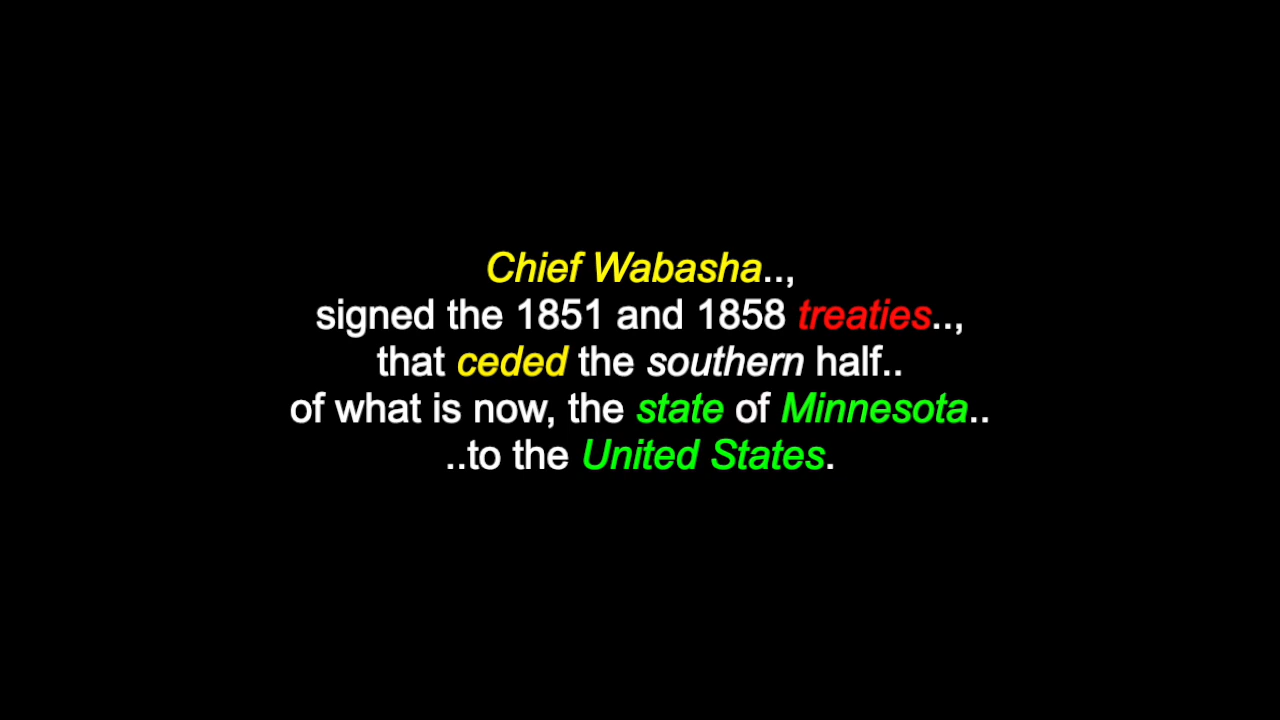 Chief Wabasha..,
signed the 1851 and 1858 treaties..,
that ceded the southern half..
of what is now, the state of Minnesota..
..to the United States.